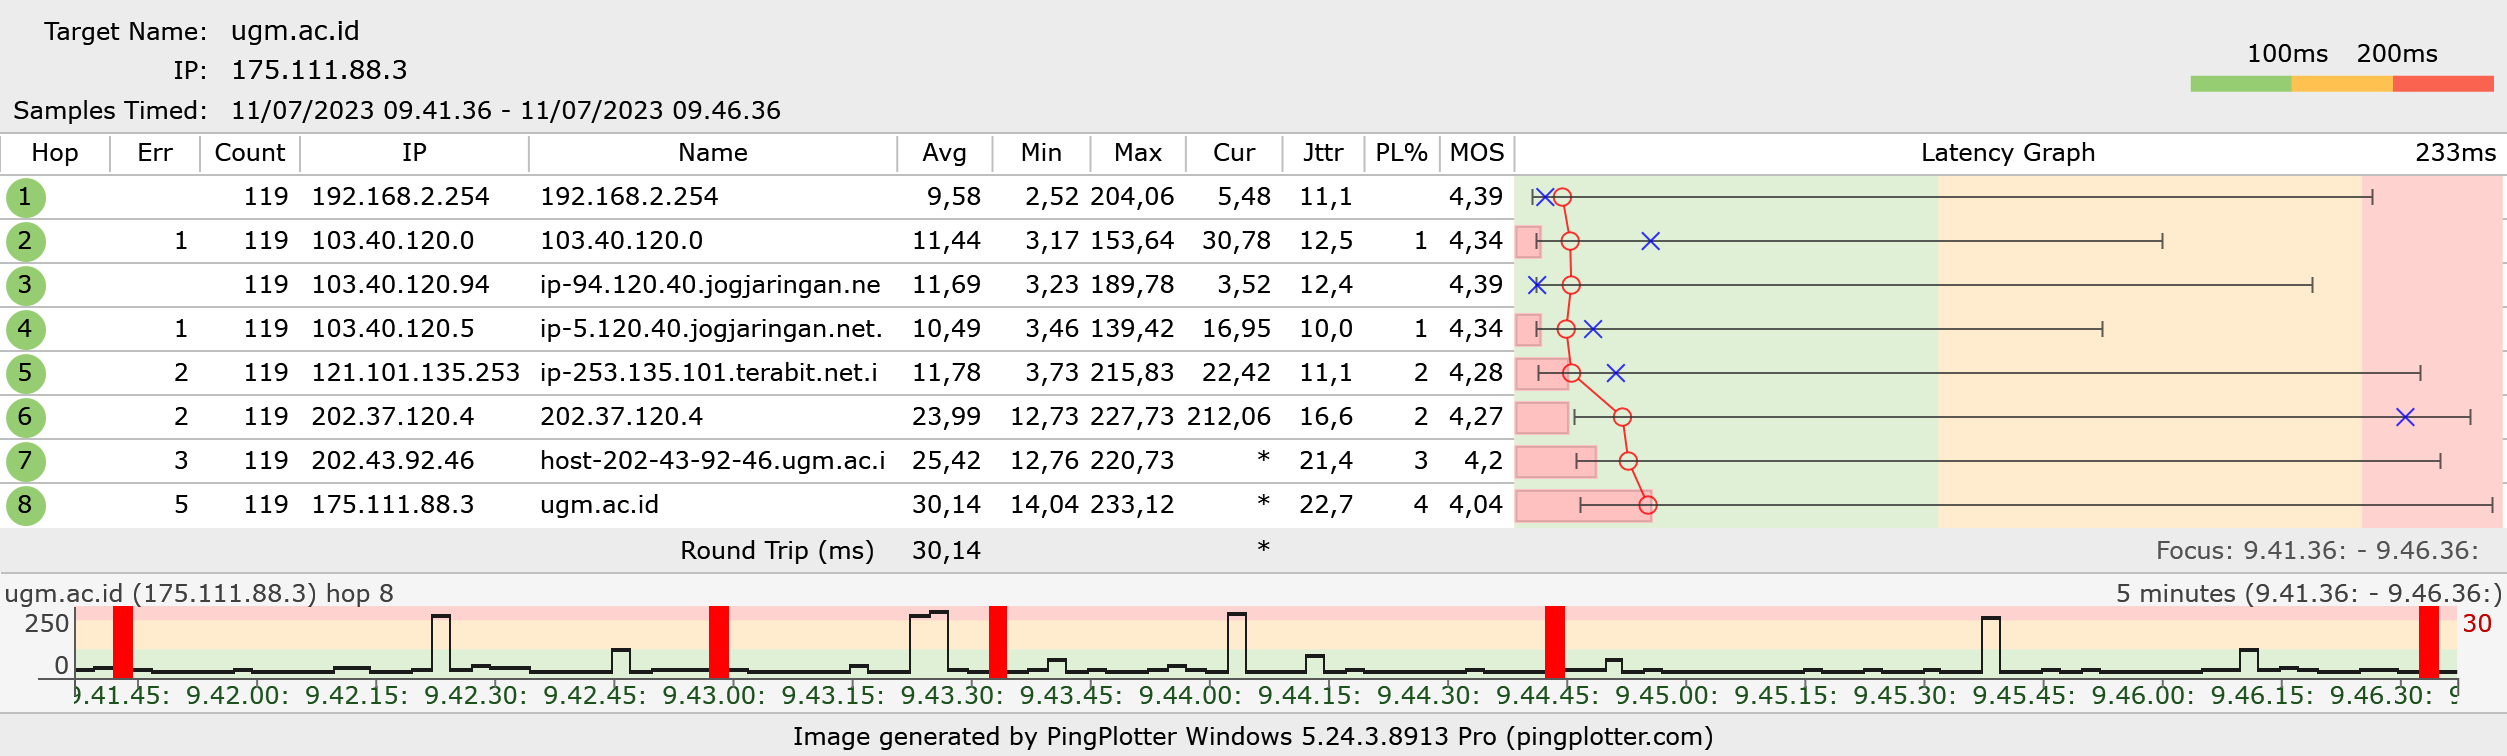 Target Name: ugm.ac.id
IP: 175.111.88.3
Samples Timed: 11/07/2023 09.41.36 - 11/07/2023 09.46.36
100ms 200ms
Hop Err Count IP Name Avg Min Max Cur Jttr PL% MOS Latency Graph 233ms
1 119 192.168.2.254 192.168.2.254 9,58 2,52 204,06 5,48 11,1 4,39
2 1 119 103.40.120.0 103.40.120.0 11,44 3,17 153,64 30,78 12,5 1 4,34
3 119 103.40.120.94 ip-94.120.40.jogjaringan.ne 11,69 3,23 189,78 3,52 12,4 4,39
4 1 119 103.40.120.5 ip-5.120.40.jogjaringan.net. 10,49 3,46 139,42 16,95 10,0 1 4,34
5 2 119 121.101.135.253 ip-253.135.101.terabit.net.i 11,78 3,73 215,83 22,42 11,1 2 4,28
6 2 119 202.37.120.4 202.37.120.4 23,99 12,73 227,73 212,06 16,6 2 4,27
7 3 119 202.43.92.46 host-202-43-92-46.ugm.ac.i 25,42 12,76 220,73 * 21,4 3 4,2
8 5 119 175.111.88.3 ugm.ac.id 30,14 14,04 233,12 * 22,7 4 4,04
Round Trip (ms) 30,14 * Focus: 9.41.36: - 9.46.36:
ugm.ac.id (175.111.88.3) hop 8 5 minutes (9.41.36: - 9.46.36:)
250 30
0
9.41.45: 9.42.00: 9.42.15: 9.42.30: 9.42.45: 9.43.00: 9.43.15: 9.43.30: 9.43.45: 9.44.00: 9.44.15: 9.44.30: 9.44.45: 9.45.00: 9.45.15: 9.45.30: 9.45.45: 9.46.00: 9.46.15: 9.46.30:
Image generated by PingPlotter Windows 5.24.3.8913 Pro (pingplotter.com)